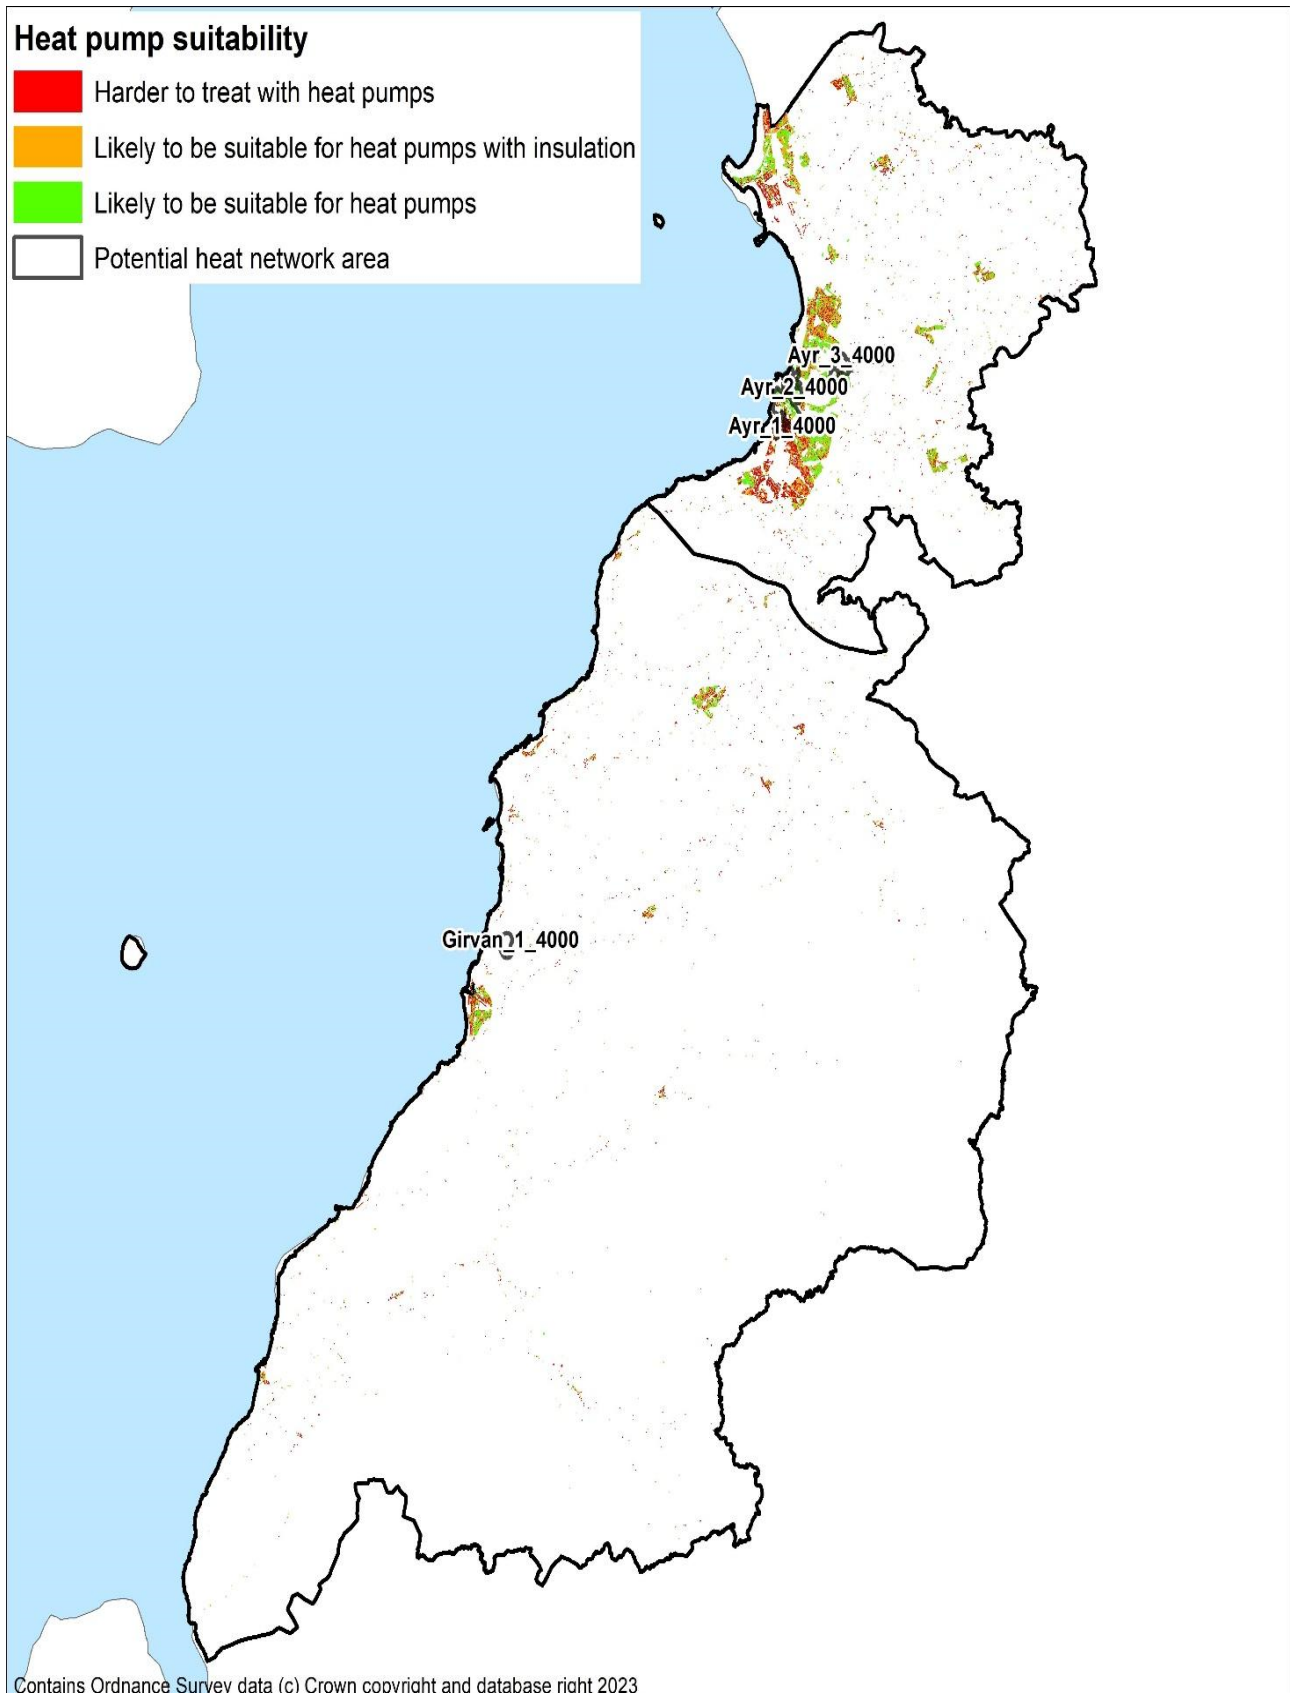 Heat pump suitability
Harder to treat with heat pumps
Likely to be suitable for heat pumps with insulation
Likely to be suitable for heat pumps
Potential heat network area
Ayr_3_4000
Ayr_2_4000
Ayr_1_4000
Girvan_1_4000
Contains Ordnance Survey data (c) Crown copyright and database right 2023